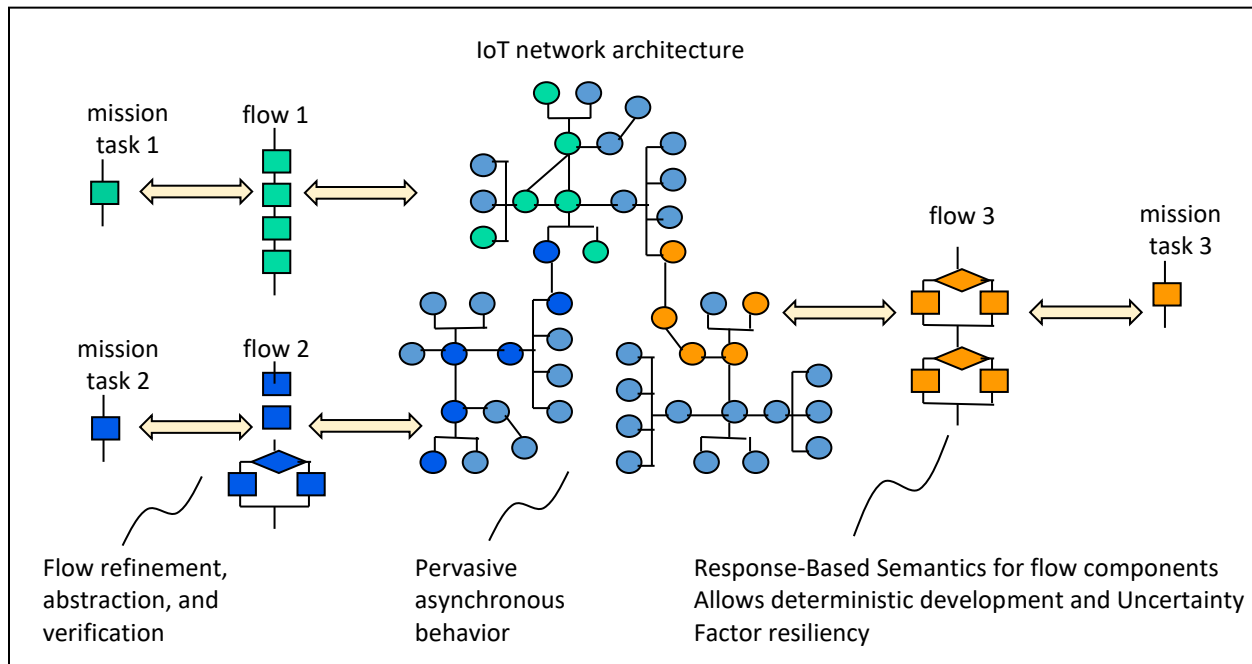 IoT network architecture
mission
task 1
flow 1
flow 3
mission
task 3
mission
task 2
flow 2
Flow refinement,
abstraction, and
verification
Pervasive
asynchronous
behavior
Response-Based Semantics for flow components
Allows deterministic development and Uncertainty
Factor resiliency